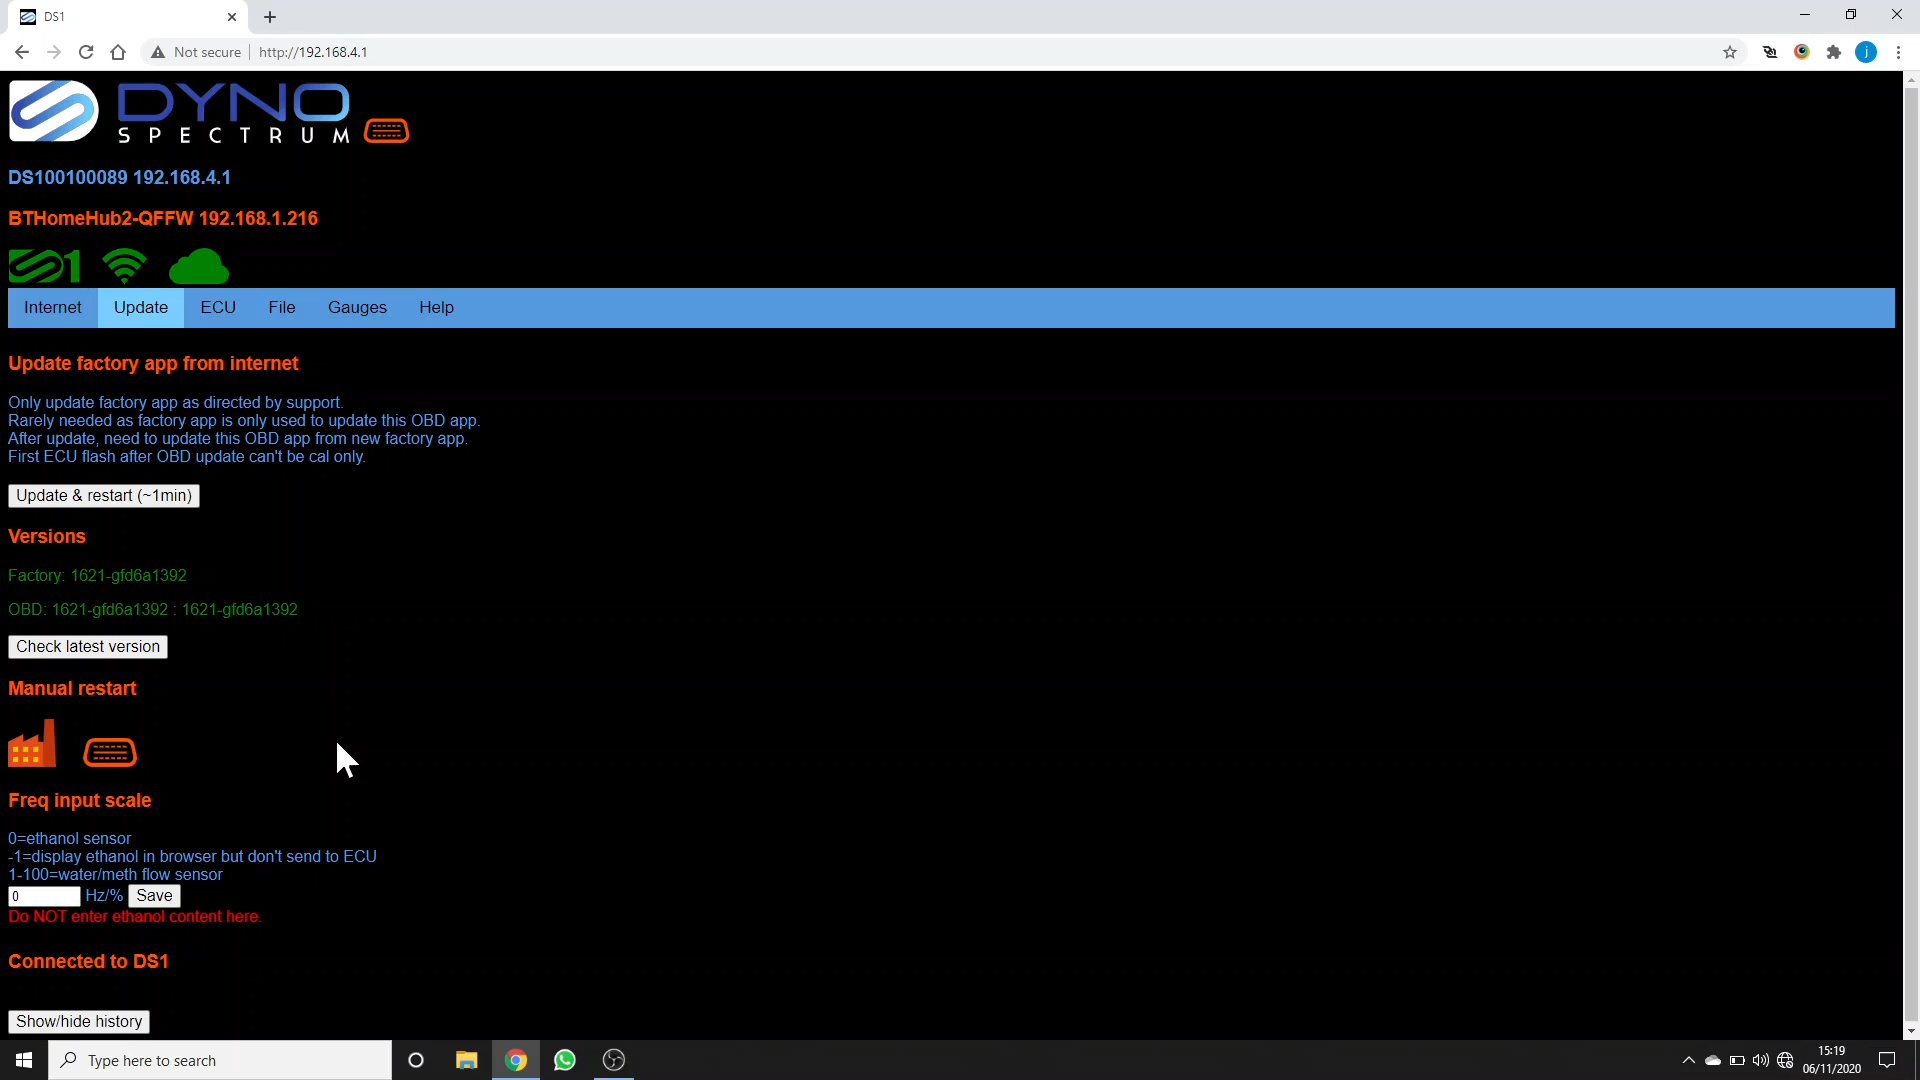 DS1
Not secure
http://192.168.4.1
j
DYNO
SPECTRUM
DS100100089 192.168.4.1
BTHomeHub2-QFFW 192.168.1.216
1
Internet Update ECU File Gauges Help
Update factory app from internet
Only update factory app as directed by support.
Rarely needed as factory app is only used to update this OBD app.
After update, need to update this OBD app from new factory app.
First ECU flash after OBD update can't be cal only.
Update & restart (~1min)
Versions
Factory: 1621-gfd6a1392
OBD: 1621-gfd6a1392 : 1621-gfd6a1392
Check latest version
Manual restart
Freq input scale
0=ethanol sensor
-1=display ethanol in browser but don't send to ECU
1-100=water/meth flow sensor
0 Hz/% Save
Do NOT enter ethanol content here.
Connected to DS1
Show/hide history
Type here to search
15:19
06/11/2020